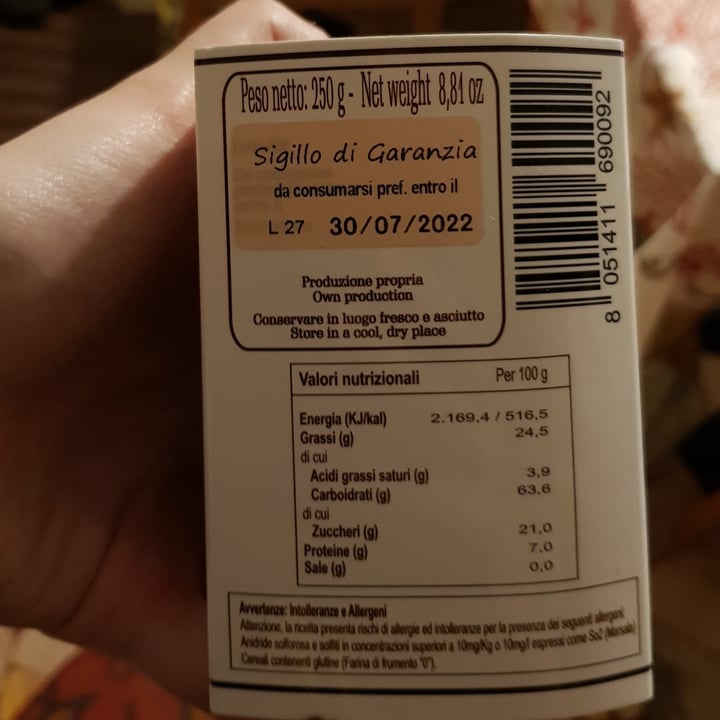 Peso netto: 250 g - Net weight 8,81 oz
Sigillo di Garanzia
da consumarsi pref. entro il
L 27 30/07/2022
Produzione propria
Own production
Conservare in luogo fresco e asciutto
Store in a cool, dry place
8 051411 690092
Valori nutrizionali Per 100 g
Energia (KJ/kal) 2.169,4 / 516,5
Grassi (g) 24,5
di cui
Acidi grassi saturi (g) 3,9
Carboidrati (g) 63,6
di cui
Zuccheri (g) 21,0
Proteine (g) 7,0
Sale (g) 0,0
Avvertenze: Intolleranze e Allergeni
Attenzione, la ricetta presenta rischi di allergie ed intolleranze per la presenza dei seguenti allergeni:
Anidride solforosa e solfiti in concentrazioni superiori a 10mg/Kg o 10mg/l espressi come So2 (Marsala)
Cereali contenenti glutine (Farina di frumento "0").